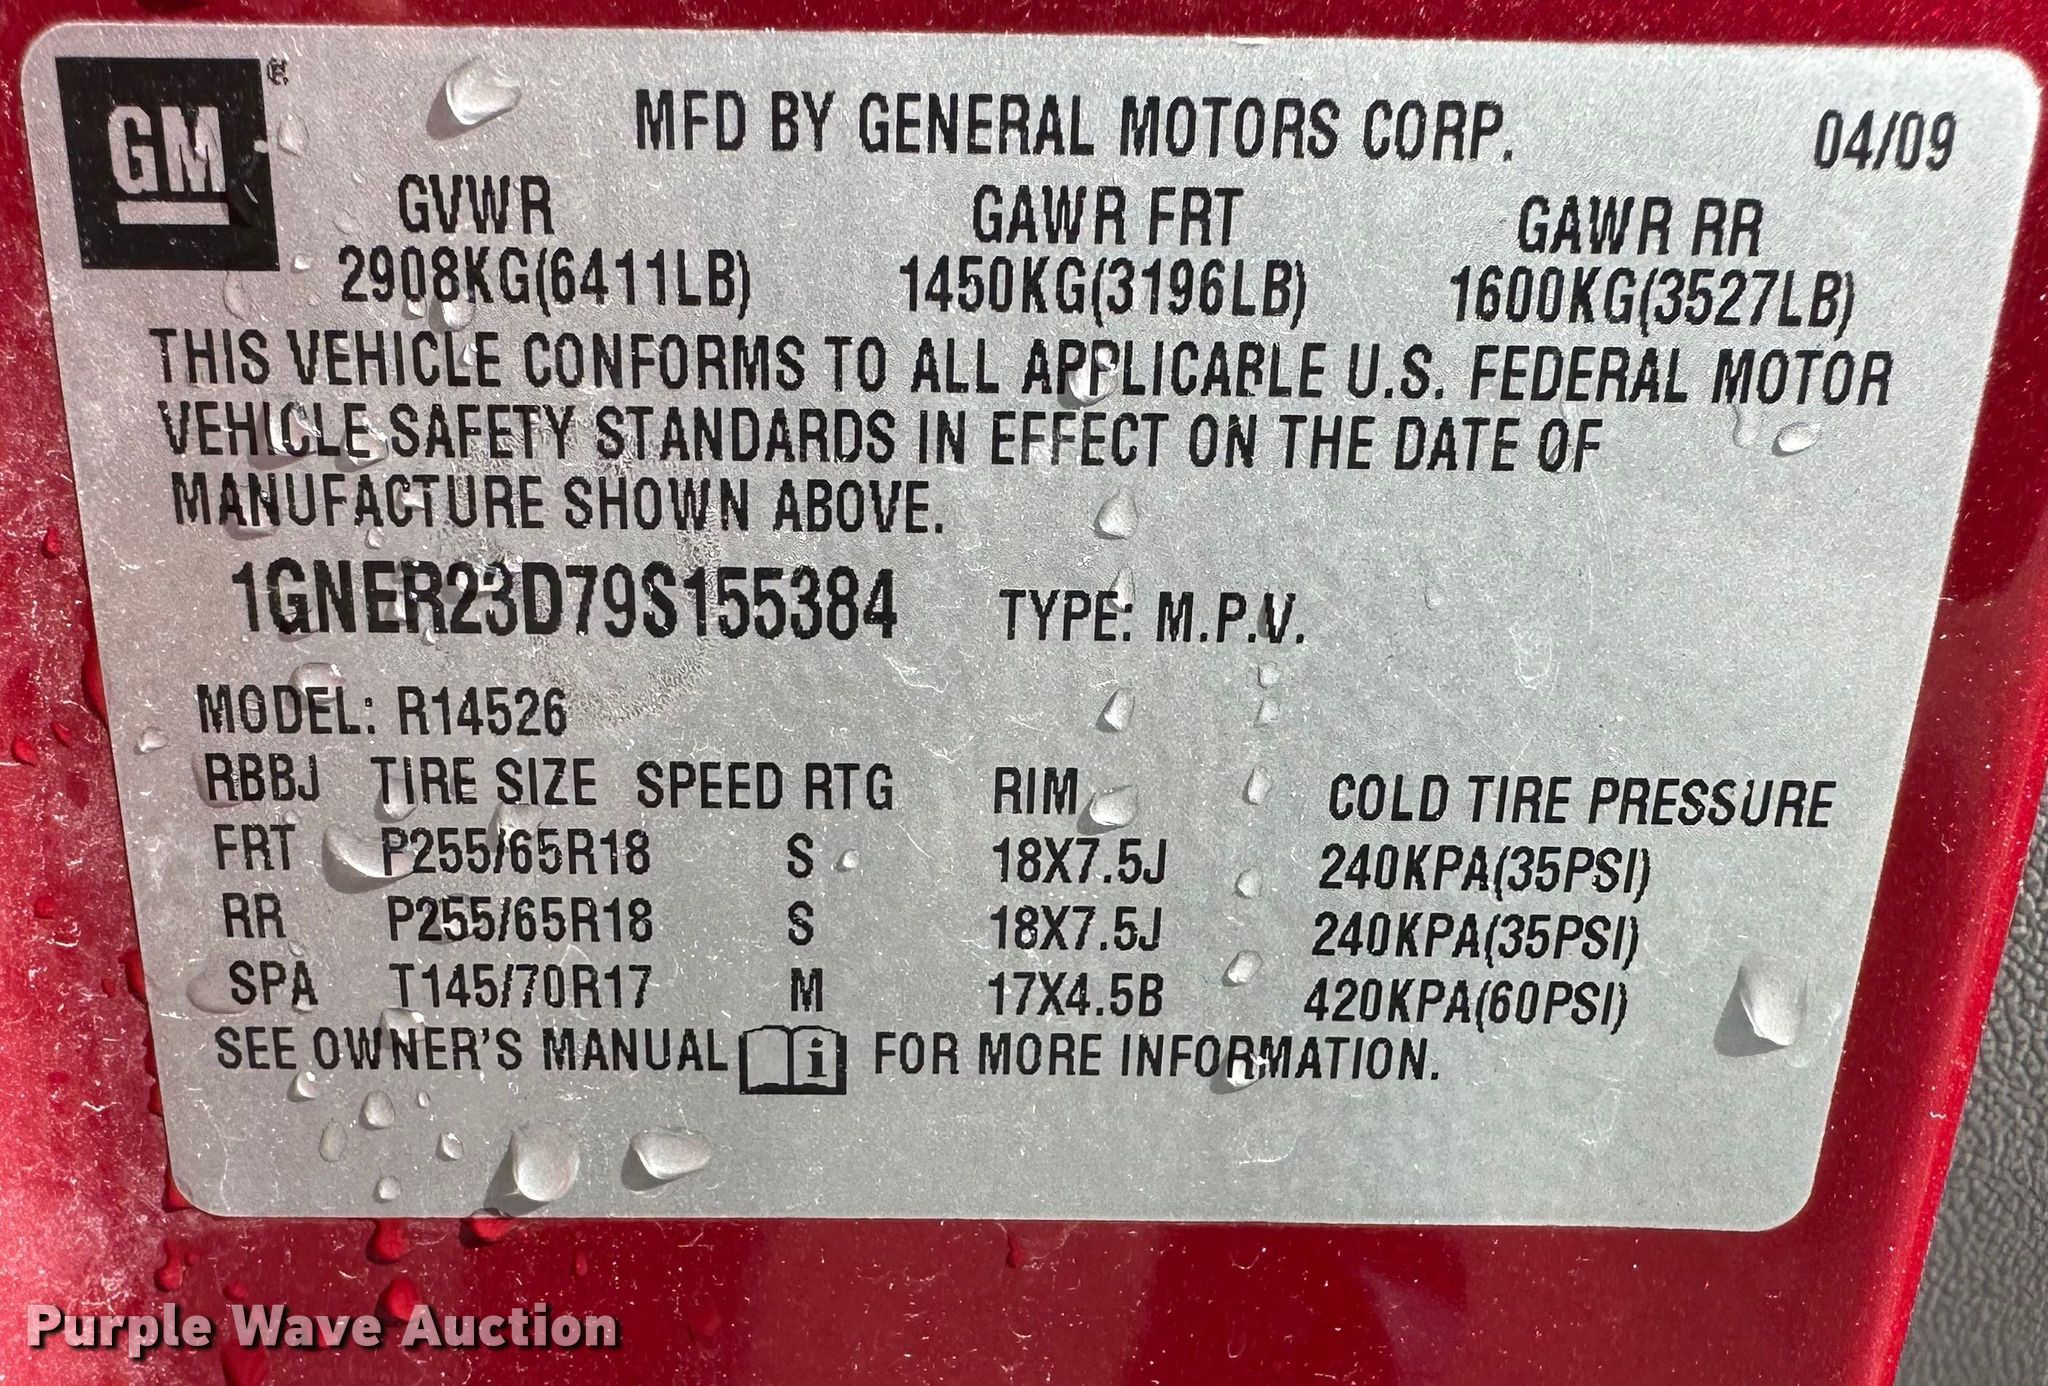 GM®
MFD BY GENERAL MOTORS CORP. 04/09
GVWR GAWR FRT GAWR RR
2908KG(6411LB) 1450KG(3196LB) 1600KG(3527LB)
THIS VEHICLE CONFORMS TO ALL APPLICABLE U.S. FEDERAL MOTOR
VEHICLE SAFETY STANDARDS IN EFFECT ON THE DATE OF
MANUFACTURE SHOWN ABOVE.
1GNER23D79S155384 TYPE: M.P.V.
MODEL: R14526
RBBJ TIRE SIZE SPEED RTG RIM COLD TIRE PRESSURE
FRT P255/65R18 S 18X7.5J 240KPA(35PSI)
RR P255/65R18 S 18X7.5J 240KPA(35PSI)
SPA T145/70R17 M 17X4.5B 420KPA(60PSI)
SEE OWNER'S MANUAL i FOR MORE INFORMATION.
Purple Wave Auction